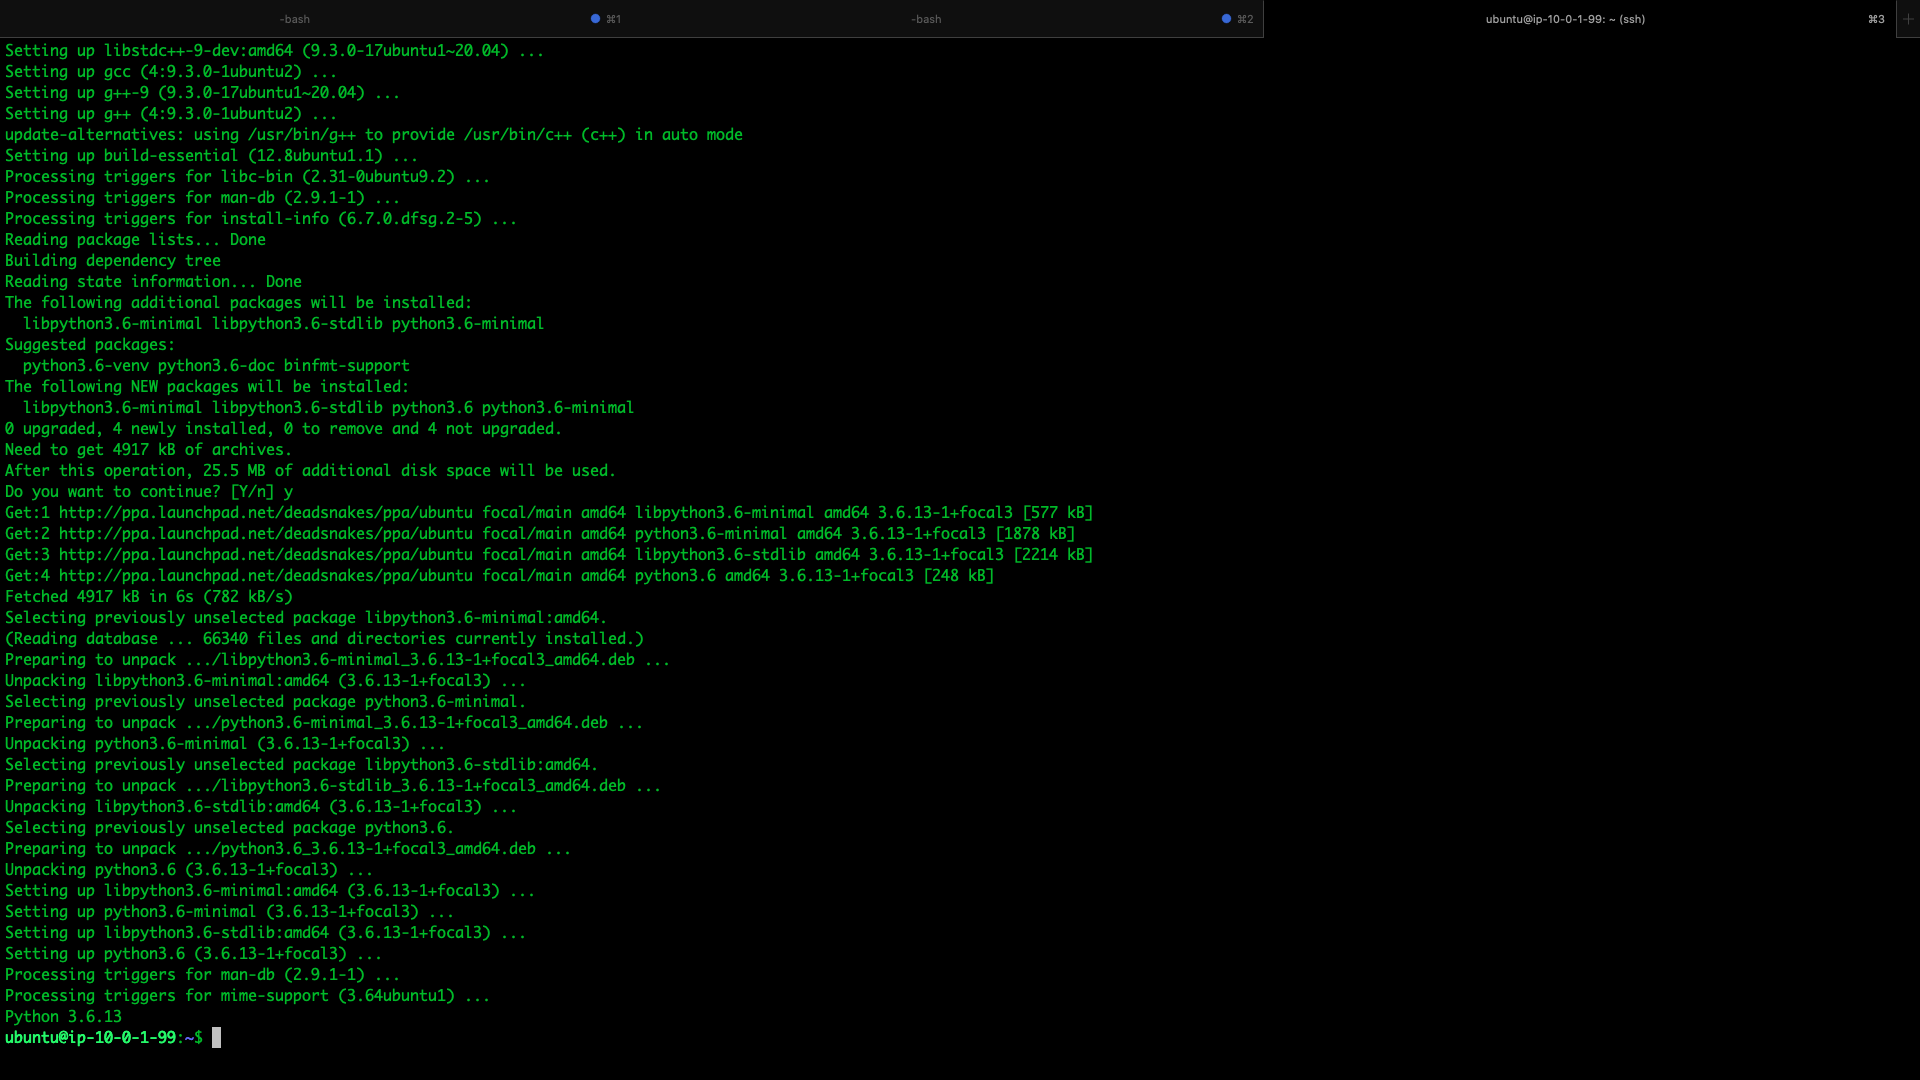 -bash ⌘1 -bash ⌘2 ubuntu@ip-10-0-1-99: ~ (ssh) ⌘3
Setting up libstdc++-9-dev:amd64 (9.3.0-17ubuntu1~20.04) ...
Setting up gcc (4:9.3.0-1ubuntu2) ...
Setting up g++-9 (9.3.0-17ubuntu1~20.04) ...
Setting up g++ (4:9.3.0-1ubuntu2) ...
update-alternatives: using /usr/bin/g++ to provide /usr/bin/c++ (c++) in auto mode
Setting up build-essential (12.8ubuntu1.1) ...
Processing triggers for libc-bin (2.31-0ubuntu9.2) ...
Processing triggers for man-db (2.9.1-1) ...
Processing triggers for install-info (6.7.0.dfsg.2-5) ...
Reading package lists... Done
Building dependency tree
Reading state information... Done
The following additional packages will be installed:
  libpython3.6-minimal libpython3.6-stdlib python3.6-minimal
Suggested packages:
  python3.6-venv python3.6-doc binfmt-support
The following NEW packages will be installed:
  libpython3.6-minimal libpython3.6-stdlib python3.6 python3.6-minimal
0 upgraded, 4 newly installed, 0 to remove and 4 not upgraded.
Need to get 4917 kB of archives.
After this operation, 25.5 MB of additional disk space will be used.
Do you want to continue? [Y/n] y
Get:1 http://ppa.launchpad.net/deadsnakes/ppa/ubuntu focal/main amd64 libpython3.6-minimal amd64 3.6.13-1+focal3 [577 kB]
Get:2 http://ppa.launchpad.net/deadsnakes/ppa/ubuntu focal/main amd64 python3.6-minimal amd64 3.6.13-1+focal3 [1878 kB]
Get:3 http://ppa.launchpad.net/deadsnakes/ppa/ubuntu focal/main amd64 libpython3.6-stdlib amd64 3.6.13-1+focal3 [2214 kB]
Get:4 http://ppa.launchpad.net/deadsnakes/ppa/ubuntu focal/main amd64 python3.6 amd64 3.6.13-1+focal3 [248 kB]
Fetched 4917 kB in 6s (782 kB/s)
Selecting previously unselected package libpython3.6-minimal:amd64.
(Reading database ... 66340 files and directories currently installed.)
Preparing to unpack .../libpython3.6-minimal_3.6.13-1+focal3_amd64.deb ...
Unpacking libpython3.6-minimal:amd64 (3.6.13-1+focal3) ...
Selecting previously unselected package python3.6-minimal.
Preparing to unpack .../python3.6-minimal_3.6.13-1+focal3_amd64.deb ...
Unpacking python3.6-minimal (3.6.13-1+focal3) ...
Selecting previously unselected package libpython3.6-stdlib:amd64.
Preparing to unpack .../libpython3.6-stdlib_3.6.13-1+focal3_amd64.deb ...
Unpacking libpython3.6-stdlib:amd64 (3.6.13-1+focal3) ...
Selecting previously unselected package python3.6.
Preparing to unpack .../python3.6_3.6.13-1+focal3_amd64.deb ...
Unpacking python3.6 (3.6.13-1+focal3) ...
Setting up libpython3.6-minimal:amd64 (3.6.13-1+focal3) ...
Setting up python3.6-minimal (3.6.13-1+focal3) ...
Setting up libpython3.6-stdlib:amd64 (3.6.13-1+focal3) ...
Setting up python3.6 (3.6.13-1+focal3) ...
Processing triggers for man-db (2.9.1-1) ...
Processing triggers for mime-support (3.64ubuntu1) ...
Python 3.6.13
ubuntu@ip-10-0-1-99:~$